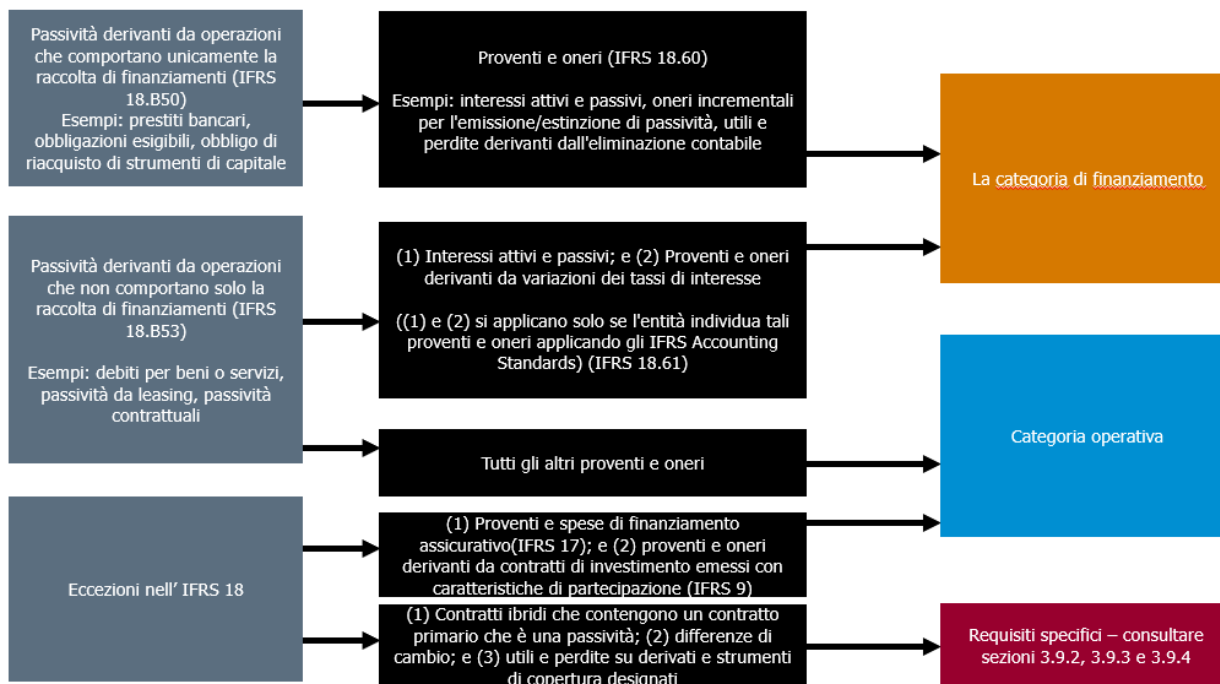 Passività derivanti da operazioni
che comportano unicamente la
raccolta di finanziamenti (IFRS
18.B50)
Esempi: prestiti bancari,
obbligazioni esigibili, obbligo di
riacquisto di strumenti di capitale
Proventi e oneri (IFRS 18.60)
Esempi: interessi attivi e passivi, oneri incrementali
per l'emissione/estinzione di passività, utili e
perdite derivanti dall'eliminazione contabile
La categoria di finanziamento
Passività derivanti da operazioni
che non comportano solo la
raccolta di finanziamenti (IFRS
18.B53)
Esempi: debiti per beni o servizi,
passività da leasing, passività
contrattuali
(1) Interessi attivi e passivi; e (2) Proventi e oneri
derivanti da variazioni dei tassi di interesse
((1) e (2) si applicano solo se l'entità individua tali
proventi e oneri applicando gli IFRS Accounting
Standards) (IFRS 18.61)
Tutti gli altri proventi e oneri
Categoria operativa
Eccezioni nell' IFRS 18
(1) Proventi e spese di finanziamento
assicurativo(IFRS 17); e (2) proventi e oneri
derivanti da contratti di investimento emessi con
caratteristiche di partecipazione (IFRS 9)
(1) Contratti ibridi che contengono un contratto
primario che è una passività; (2) differenze di
cambio; e (3) utili e perdite su derivati e strumenti
di copertura designati
Requisiti specifici – consultare
sezioni 3.9.2, 3.9.3 e 3.9.4